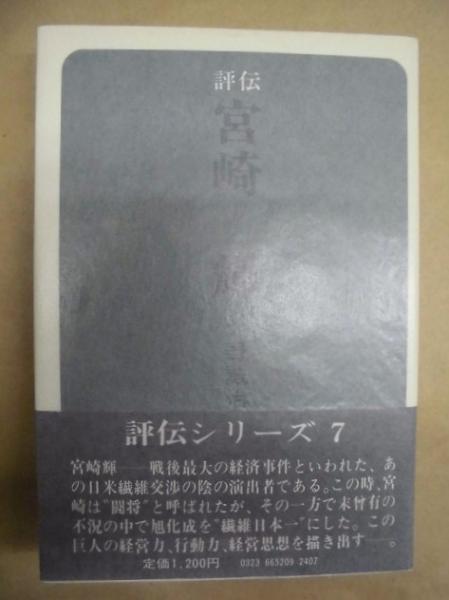 評伝
宮崎
輝
評伝シリーズ 7
宮崎輝──戦後最大の経済事件といわれた、あ
の日米繊維交渉の陰の演出者である。この時、宮
崎は“闘将”と呼ばれたが、その一方で未曾有の
不況の中で旭化成を“繊維日本一”にした。この
巨人の経営力、行動力、経営思想を描き出す──。
定価1,200円 0323 665209 2407